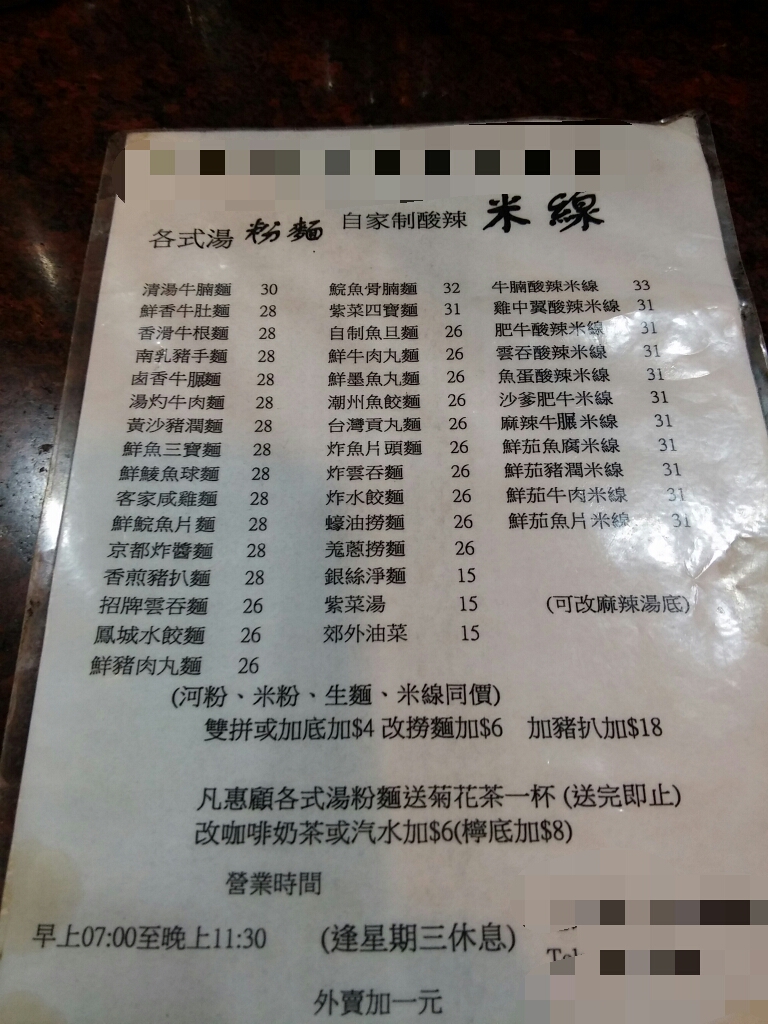 各式湯 粉麵 自家制酸辣 米線
清湯牛腩麵 30 鯇魚骨腩麵 32 牛腩酸辣米線 33
鮮香牛肚麵 28 紫菜四寶麵 31 雞中翼酸辣米線 31
香滑牛根麵 28 自制魚旦麵 26 肥牛酸辣米線 31
南乳豬手麵 28 鮮牛肉丸麵 26 雲吞酸辣米線 31
鹵香牛𦟌麵 28 鮮墨魚丸麵 26 魚蛋酸辣米線 31
湯灼牛肉麵 28 潮州魚餃麵 26 沙爹肥牛米線 31
黃沙豬潤麵 28 台灣貢丸麵 26 麻辣牛𦟌米線 31
鮮魚三寶麵 28 炸魚片頭麵 26 鮮茄魚腐米線 31
鮮鯪魚球麵 28 炸雲吞麵 26 鮮茄豬潤米線 31
客家咸雞麵 28 炸水餃麵 26 鮮茄牛肉米線 31
鮮鯇魚片麵 28 蠔油撈麵 26 鮮茄魚片米線 31
京都炸醬麵 28 羌蔥撈麵 26
香煎豬扒麵 28 銀絲淨麵 15
招牌雲吞麵 26 紫菜湯 15 (可改麻辣湯底)
鳳城水餃麵 26 郊外油菜 15
鮮豬肉丸麵 26
(河粉、米粉、生麵、米線同價)
雙拼或加底加$4 改撈麵加$6 加豬扒加$18
凡惠顧各式湯粉麵送菊花茶一杯 (送完即止)
改咖啡奶茶或汽水加$6(檸底加$8)
營業時間
早上07:00至晚上11:30 (逢星期三休息)
外賣加一元